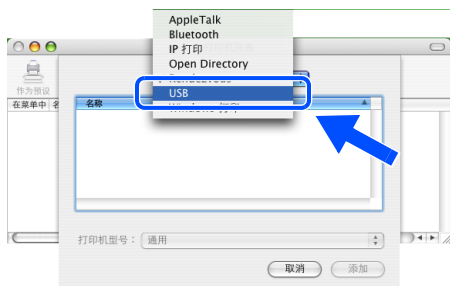 AppleTalk
Bluetooth
IP 打印
Open Directory
USB
作为预设
在菜单中 名
名称
打印机型号： 通用
取消 添加